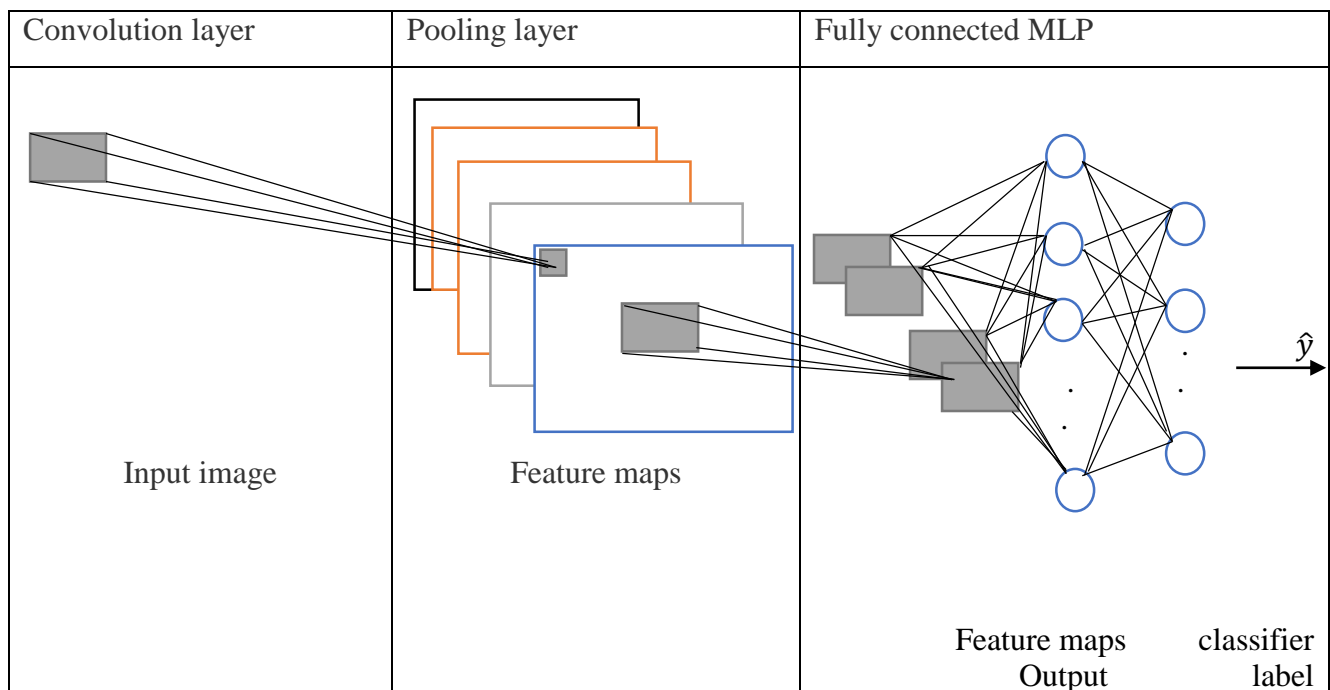 Convolution layer
Pooling layer
Fully connected MLP
ŷ
Input image
Feature maps
Feature maps classifier
Output label